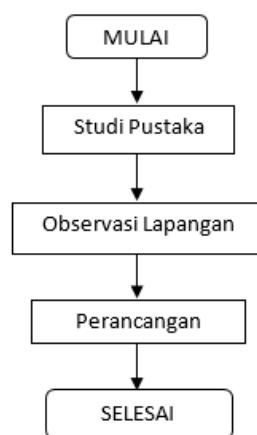 MULAI
Studi Pustaka
Observasi Lapangan
Perancangan
SELESAI